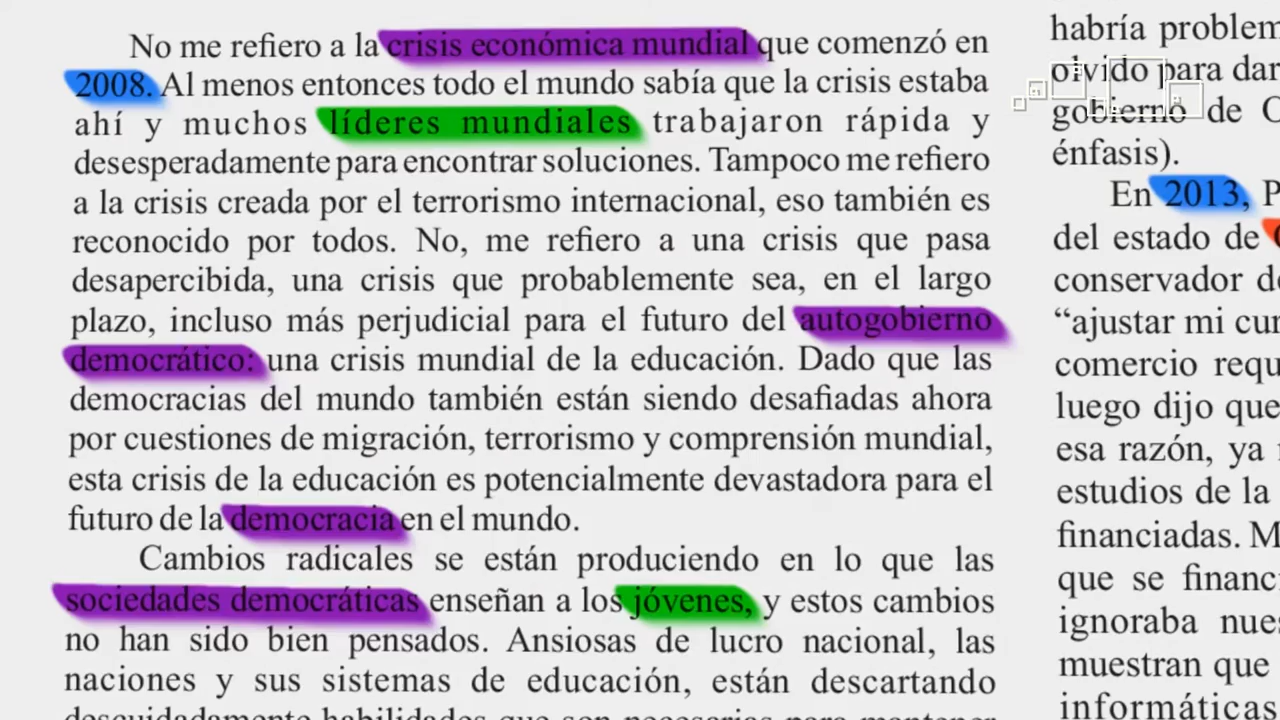 No me refiero a la crisis económica mundial que comenzó en
2008. Al menos entonces todo el mundo sabía que la crisis estaba
ahí y muchos líderes mundiales trabajaron rápida y
desesperadamente para encontrar soluciones. Tampoco me refiero
a la crisis creada por el terrorismo internacional, eso también es
reconocido por todos. No, me refiero a una crisis que pasa
desapercibida, una crisis que probablemente sea, en el largo
plazo, incluso más perjudicial para el futuro del autogobierno
democrático: una crisis mundial de la educación. Dado que las
democracias del mundo también están siendo desafiadas ahora
por cuestiones de migración, terrorismo y comprensión mundial,
esta crisis de la educación es potencialmente devastadora para el
futuro de la democracia en el mundo.
Cambios radicales se están produciendo en lo que las
sociedades democráticas enseñan a los jóvenes, y estos cambios
no han sido bien pensados. Ansiosas de lucro nacional, las
naciones y sus sistemas de educación, están descartando
descuidadamente habilidades que son necesarias para mantener
habría problem
olvido para dar
gobierno de O
énfasis).
En 2013, P
del estado de
conservador de
“ajustar mi cur
comercio requ
luego dijo que
esa razón, ya
estudios de la
financiadas. M
que se financ
ignoraba nues
muestran que
informáticas